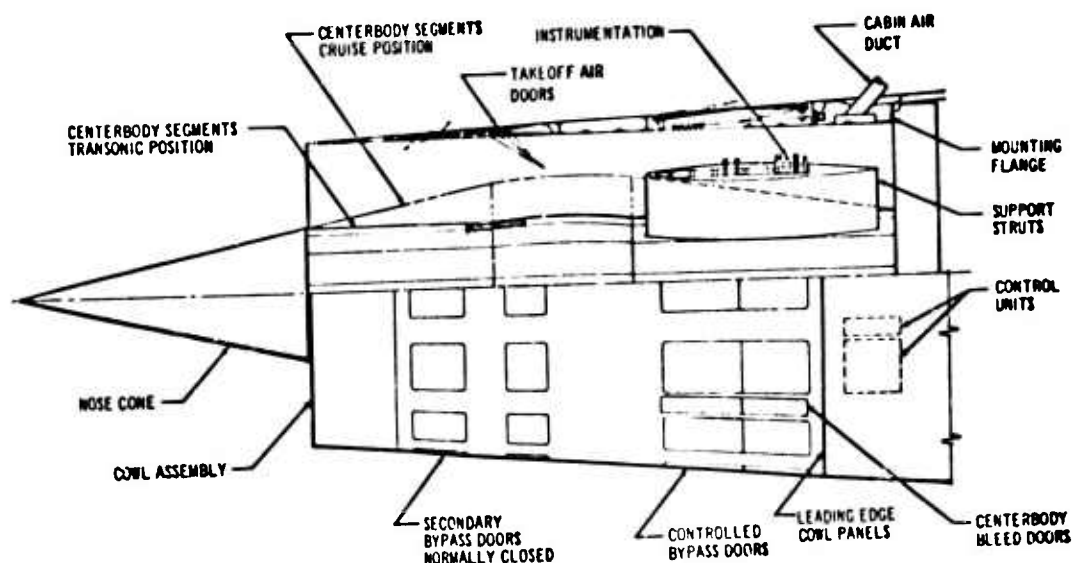 CENTERBODY SEGMENTS
CRUISE POSITION
INSTRUMENTATION
CABIN AIR
DUCT
TAKEOFF AIR
DOORS
CENTERBODY SEGMENTS
TRANSONIC POSITION
MOUNTING
FLANGE
SUPPORT
STRUTS
CONTROL
UNITS
NOSE CONE
COWL ASSEMBLY
SECONDARY
BYPASS DOORS
NORMALLY CLOSED
CONTROLLED
BYPASS DOORS
LEADING EDGE
COWL PANELS
CENTERBODY
BLEED DOORS